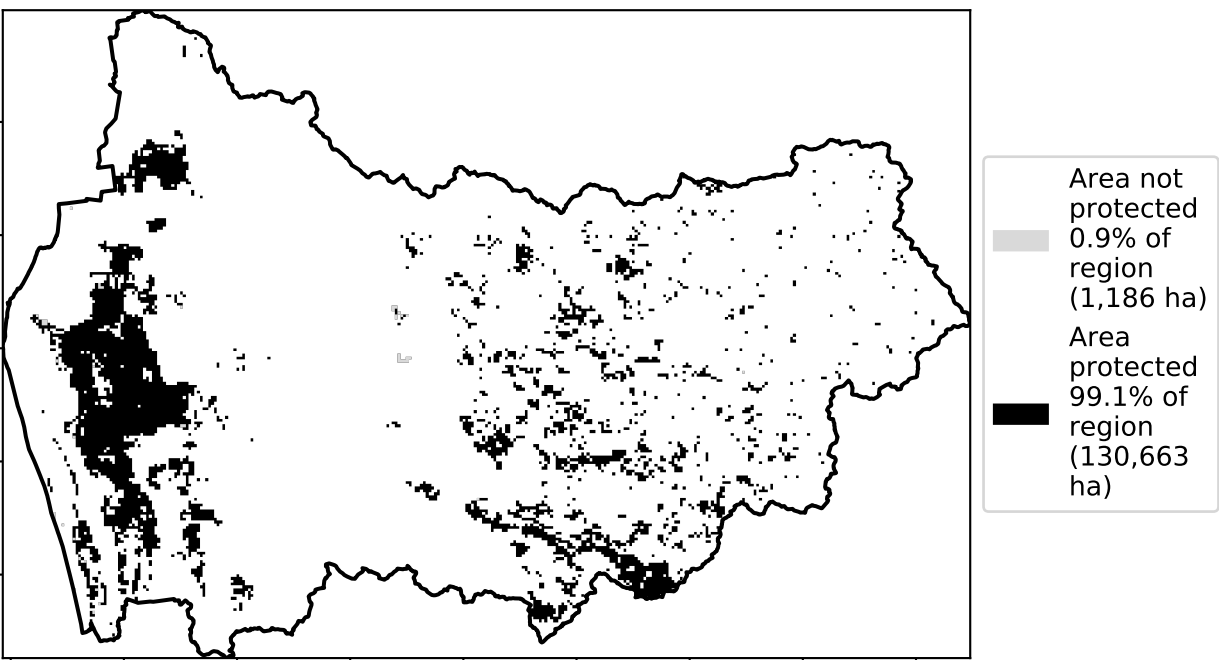 Area not
protected
0.9% of
region
(1,186 ha)
Area
protected
99.1% of
region
(130,663
ha)